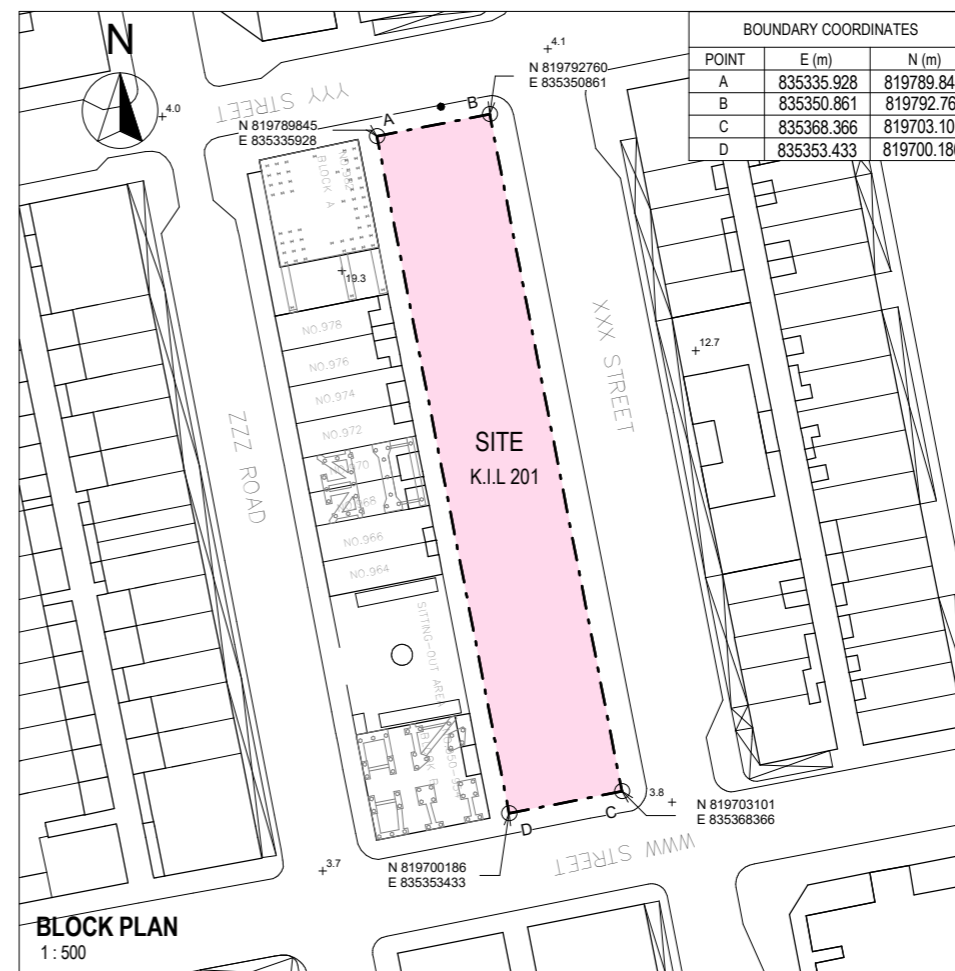 N
BOUNDARY COORDINATES
POINT E (m) N (m)
A 835335.928 819789.84
B 835350.861 819792.76
C 835368.366 819703.10
D 835353.433 819700.186
4.1
N 819792760
E 835350861
4.0
YYY STREET
N 819789845
E 835335928
A
B
BLOCK A
19.3
NO.978
NO.976
NO.974
NO.972
NO.966
NO.964
XXX STREET
12.7
ZZZ ROAD
SITE
K.I.L 201
SITTING-OUT AREA
3.8
N 819703101
E 835368366
C
D
WWW STREET
3.7
N 819700186
E 835353433
BLOCK PLAN
1 : 500